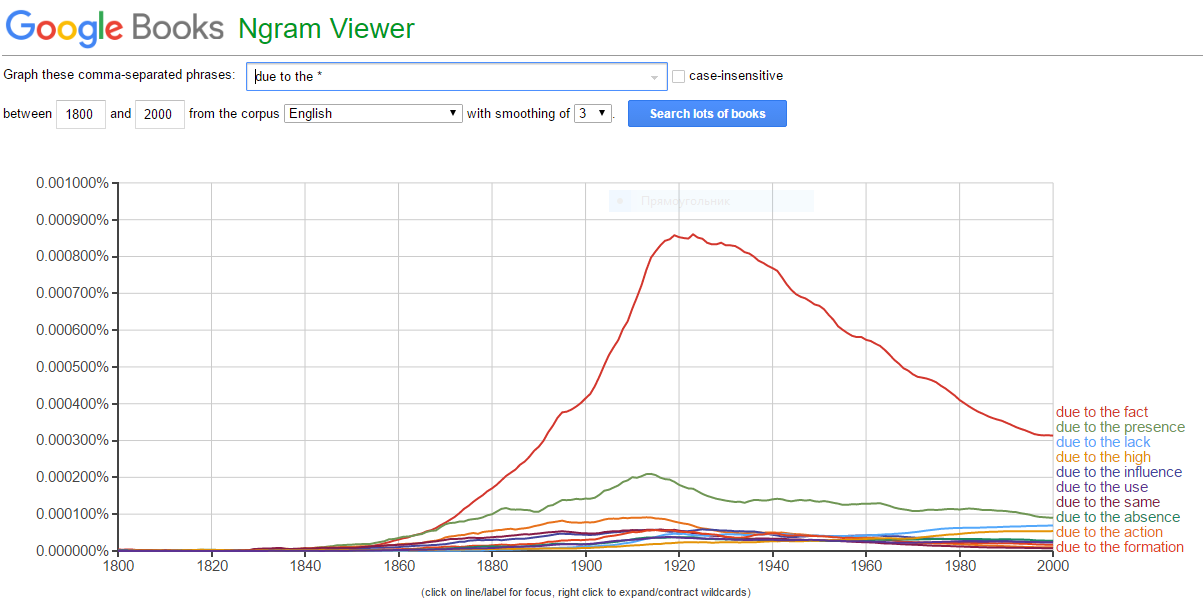 Google Books Ngram Viewer
Graph these comma-separated phrases: due to the * case-insensitive
between 1800 and 2000 from the corpus English with smoothing of 3 . Search lots of books
Прямоугольник
0.001000%
0.000900%
0.000800%
0.000700%
0.000600%
0.000500%
0.000400%
0.000300%
0.000200%
0.000100%
0.000000%
1800 1820 1840 1860 1880 1900 1920 1940 1960 1980 2000
due to the fact
due to the presence
due to the lack
due to the high
due to the influence
due to the use
due to the same
due to the absence
due to the action
due to the formation
(click on line/label for focus, right click to expand/contract wildcards)